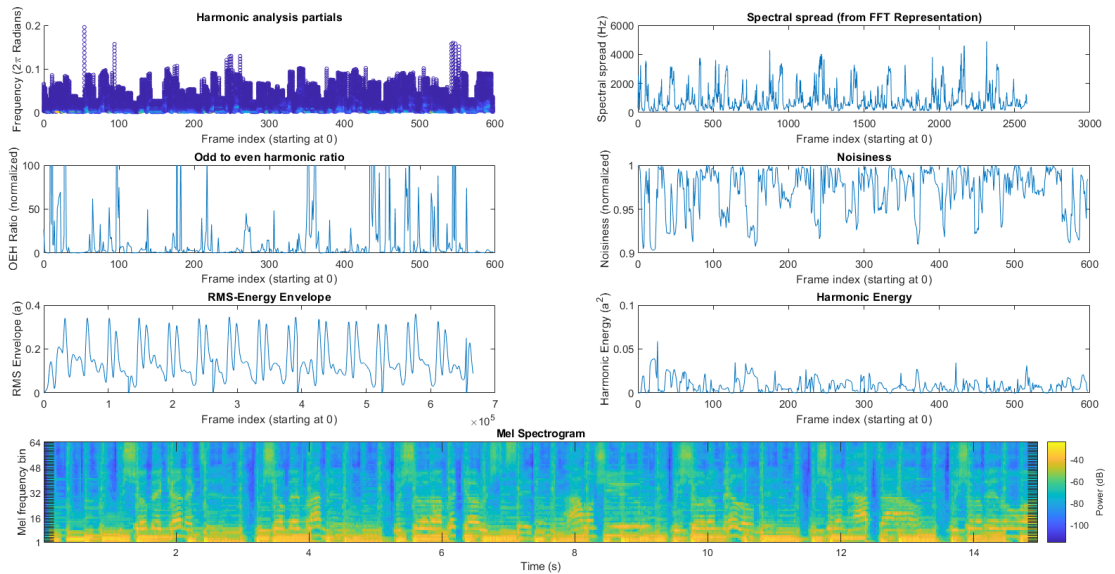 Harmonic analysis partials
Frequency (2π Radians)
0.2
0.1
0
0 100 200 300 400 500 600
Frame index (starting at 0)
Spectral spread (from FFT Representation)
Spectral spread (Hz)
6000
4000
2000
0
0 500 1000 1500 2000 2500 3000
Frame index (starting at 0)
Odd to even harmonic ratio
OEH Ratio (normalized)
100
50
0
0 100 200 300 400 500 600
Frame index (starting at 0)
Noisiness
Noisiness (normalized)
1
0.95
0.9
0 100 200 300 400 500 600
Frame index (starting at 0)
RMS-Energy Envelope
RMS Envelope (a)
0.4
0.2
0
0 1 2 3 4 5 6 7
Frame index (starting at 0)
×10^5
Harmonic Energy
Harmonic Energy (a^2)
0.1
0.05
0
0 100 200 300 400 500 600
Frame index (starting at 0)
Mel Spectrogram
Mel frequency bin
64
48
32
16
1
2 4 6 8 10 12 14
Time (s)
-40
-60
-80
-100
Power (dB)